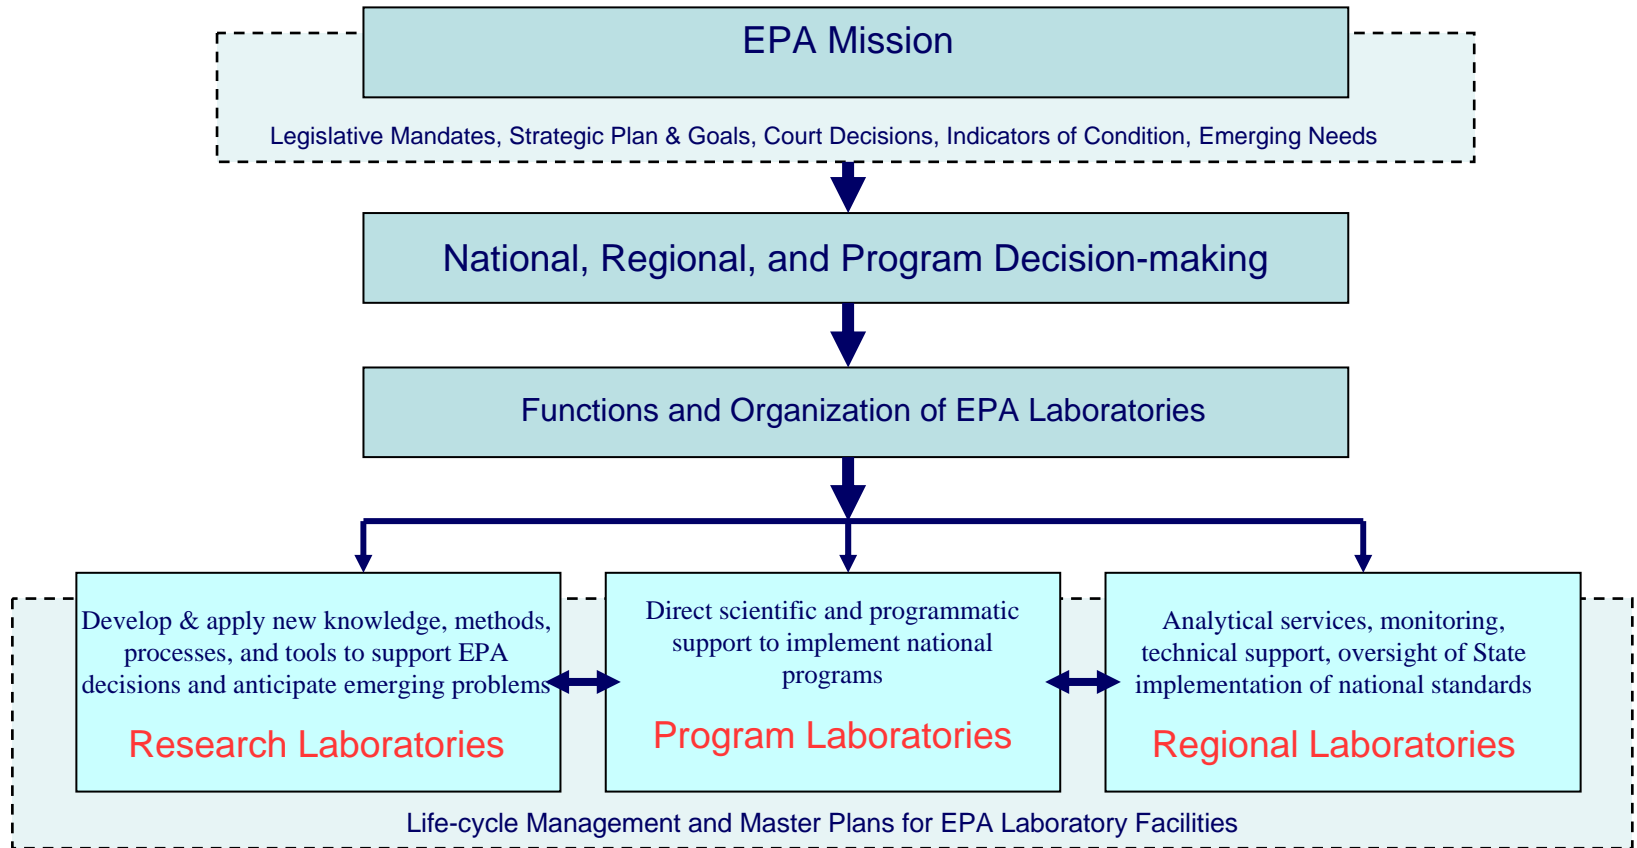 EPA Mission
Legislative Mandates, Strategic Plan & Goals, Court Decisions, Indicators of Condition, Emerging Needs
National, Regional, and Program Decision-making
Functions and Organization of EPA Laboratories
Develop & apply new knowledge, methods,
processes, and tools to support EPA
decisions and anticipate emerging problems
Research Laboratories
Direct scientific and programmatic
support to implement national
programs
Program Laboratories
Analytical services, monitoring,
technical support, oversight of State
implementation of national standards
Regional Laboratories
Life-cycle Management and Master Plans for EPA Laboratory Facilities